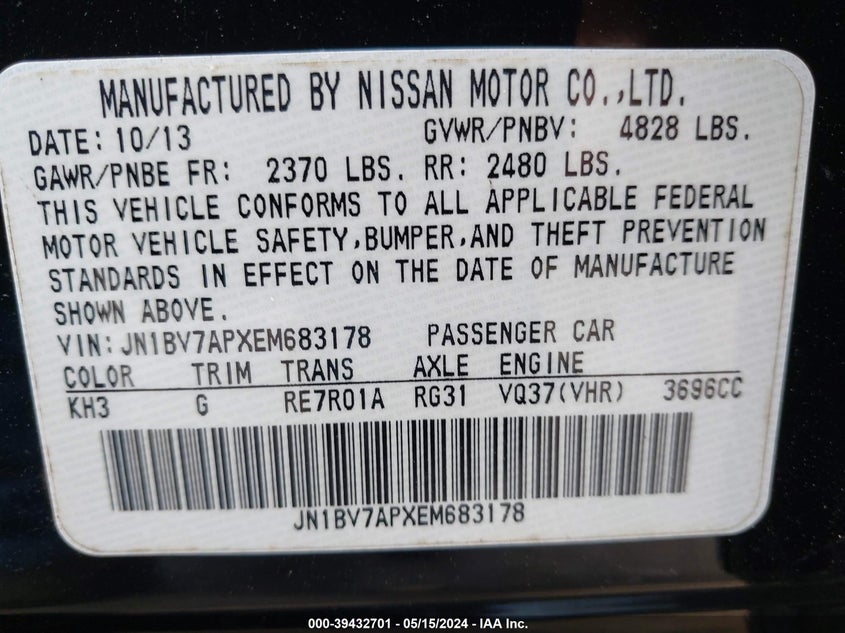 MANUFACTURED BY NISSAN MOTOR CO.,LTD.
DATE: 10/13 GVWR/PNBV: 4828 LBS.
GAWR/PNBE FR: 2370 LBS. RR: 2480 LBS.
THIS VEHICLE CONFORMS TO ALL APPLICABLE FEDERAL
MOTOR VEHICLE SAFETY,BUMPER,AND THEFT PREVENTION
STANDARDS IN EFFECT ON THE DATE OF MANUFACTURE
SHOWN ABOVE.
VIN: JN1BV7APXEM683178 PASSENGER CAR
COLOR TRIM TRANS AXLE ENGINE
KH3 G RE7R01A RG31 VQ37(VHR) 3696CC
JN1BV7APXEM683178
000-39432701 - 05/15/2024 - IAA Inc.